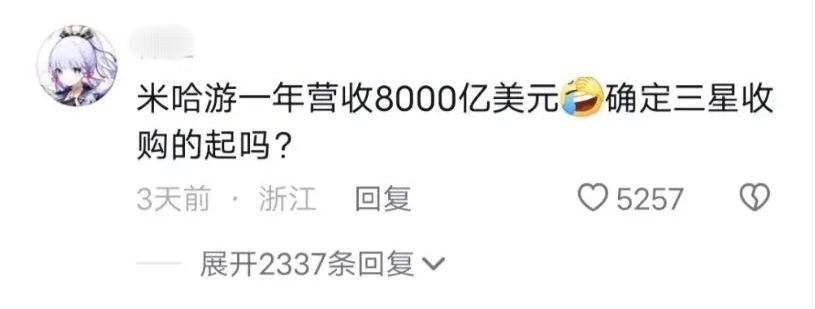 米哈游一年营收8000亿美元🤣确定三星收
购的起吗？
3天前 · 浙江 回复 5257
展开2337条回复